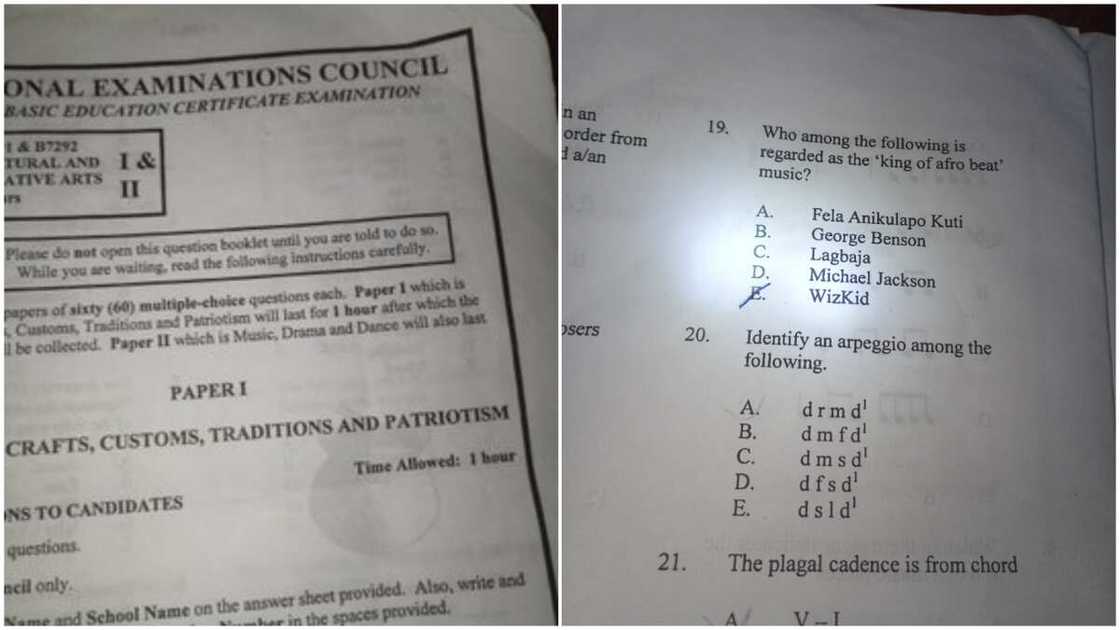 ONAL EXAMINATIONS COUNCIL
BASIC EDUCATION CERTIFICATE EXAMINATION
I & B7292
TURAL AND
ATIVE ARTS
I &
II
Please do not open this question booklet until you are told to do so.
While you are waiting, read the following instructions carefully.
papers of sixty (60) multiple-choice questions each. Paper I which is
, Customs, Traditions and Patriotism will last for 1 hour after which the
l be collected. Paper II which is Music, Drama and Dance will also last
PAPER I
CRAFTS, CUSTOMS, TRADITIONS AND PATRIOTISM
Time Allowed: 1 hour
NS TO CANDIDATES
questions.
ncil only.
Name and School Name on the answer sheet provided. Also, write and
Number in the spaces provided.
n an
order from
d a/an
osers
19. Who among the following is
regarded as the ‘king of afro beat’
music?
A. Fela Anikulapo Kuti
B. George Benson
C. Lagbaja
D. Michael Jackson
E. WizKid
20. Identify an arpeggio among the
following.
A. d r m d¹
B. d m f d¹
C. d m s d¹
D. d f s d¹
E. d s l d¹
21. The plagal cadence is from chord
A V – I